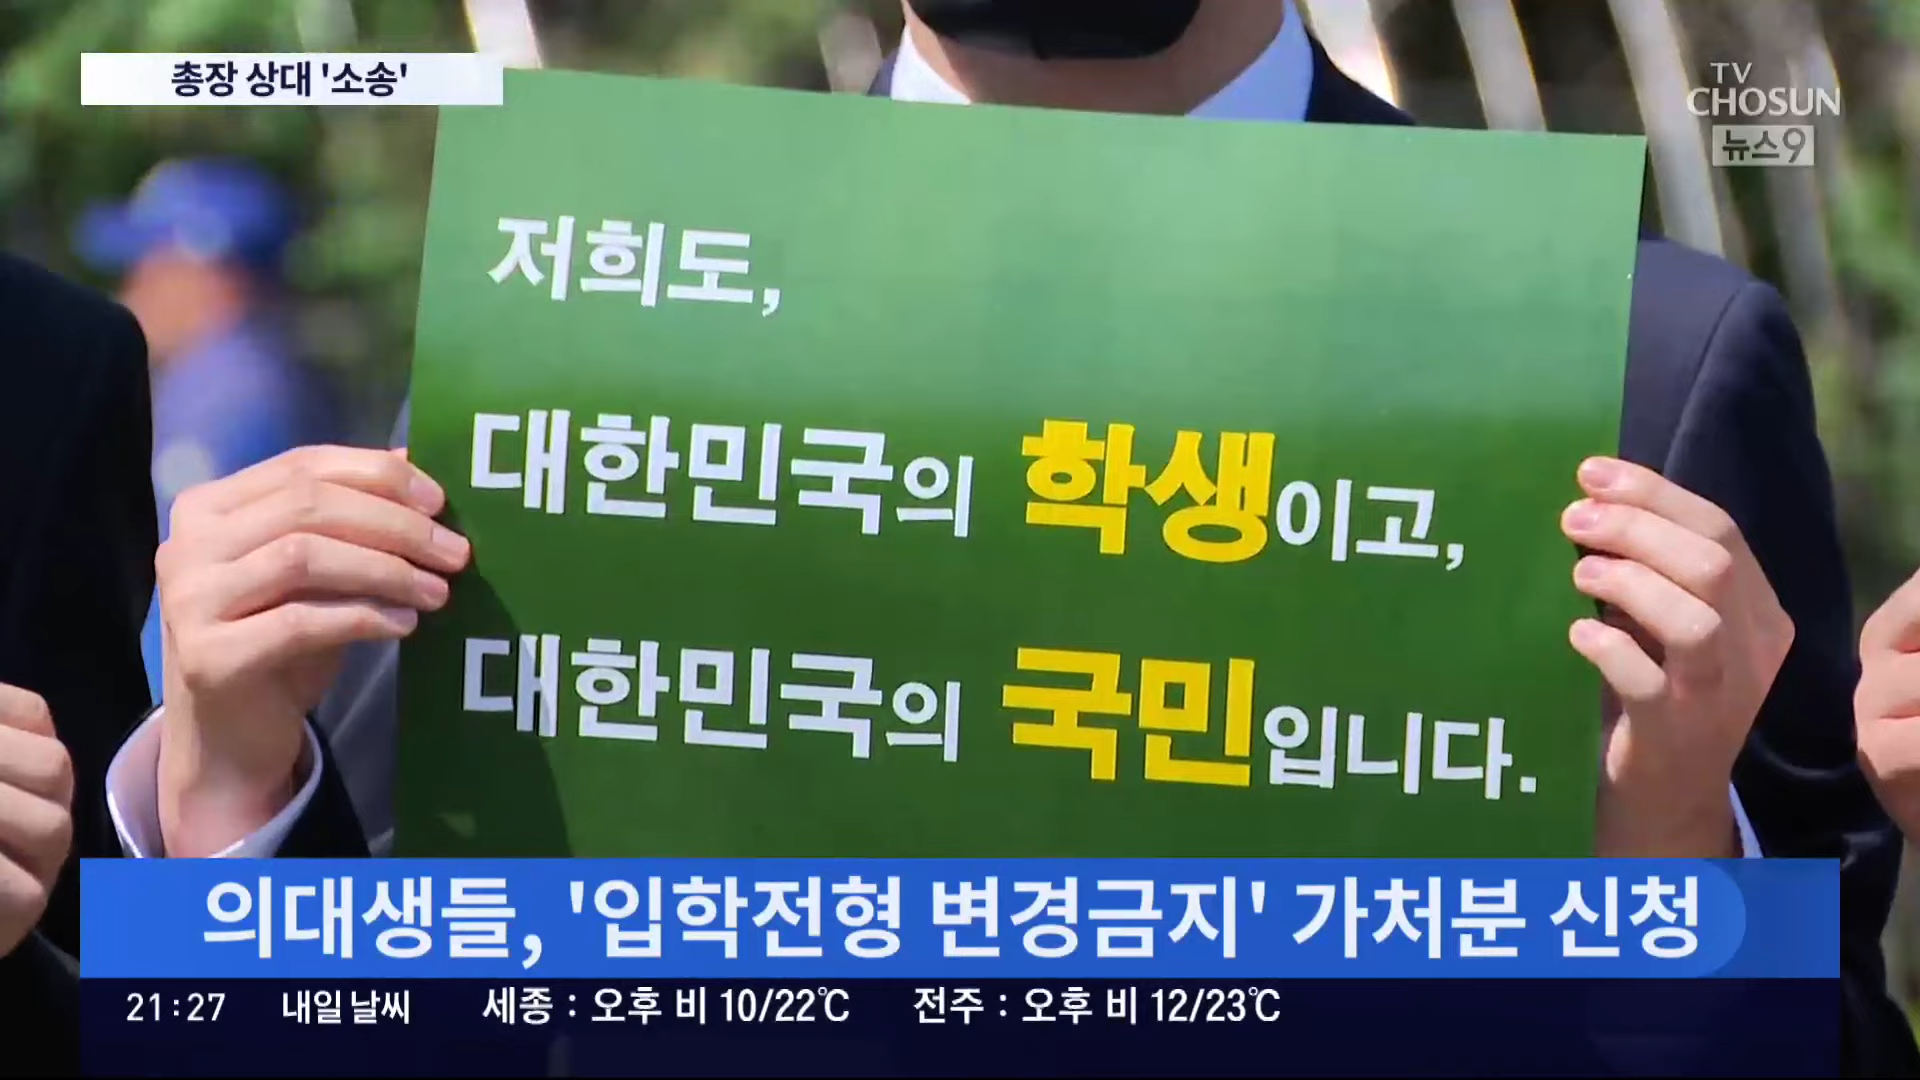 총장 상대 '소송'
TV
CHOSUN
뉴스9
저희도,
대한민국의 학생이고,
대한민국의 국민입니다.
의대생들, '입학전형 변경금지' 가처분 신청
21:27 내일 날씨 세종 : 오후 비 10/22℃ 전주 : 오후 비 12/23℃